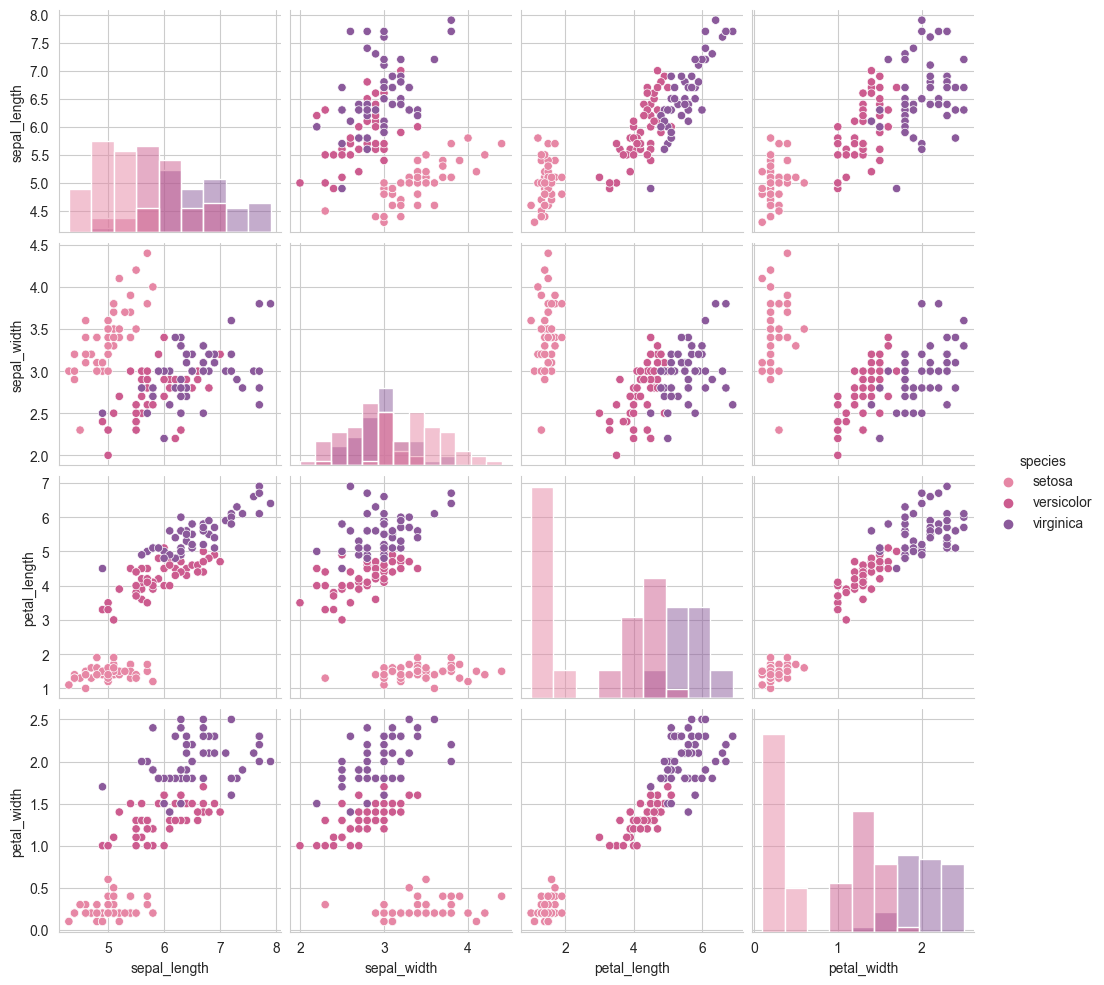 8.0
7.5
7.0
6.5
6.0
5.5
5.0
4.5
sepal_length
4.5
4.0
3.5
3.0
2.5
2.0
sepal_width
species
setosa
versicolor
virginica
7
6
5
4
3
2
1
petal_length
2.5
2.0
1.5
1.0
0.5
0.0
petal_width
5 6 7 8
2 3 4
2 4 6
0 1 2
sepal_length sepal_width petal_length petal_width